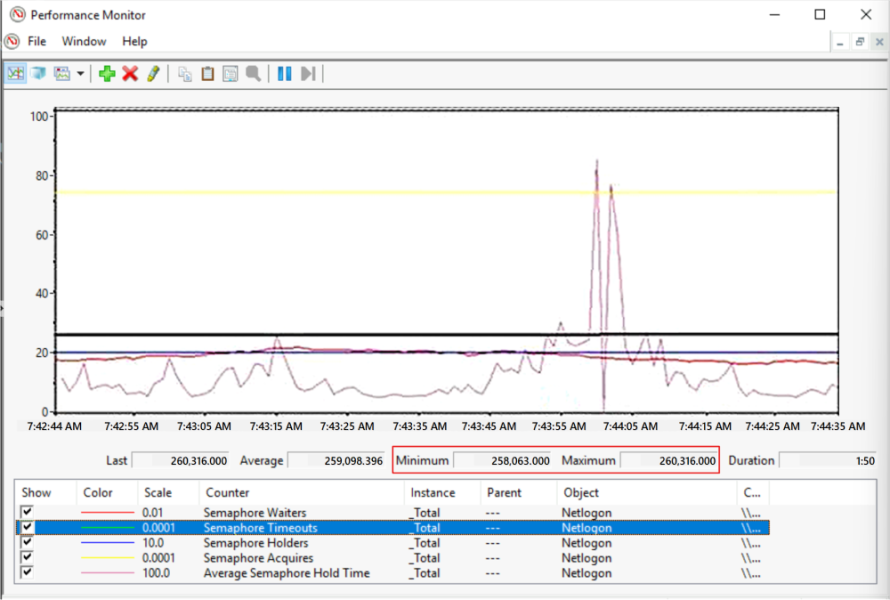 Performance Monitor
File Window Help
100
80
60
40
20
0
7:42:44 AM 7:42:55 AM 7:43:05 AM 7:43:15 AM 7:43:25 AM 7:43:35 AM 7:43:45 AM 7:43:55 AM 7:44:05 AM 7:44:15 AM 7:44:25 AM 7:44:35 AM
Last 260,316.000 Average 259,098.396 Minimum 258,063.000 Maximum 260,316.000 Duration 1:50
Show Color Scale Counter Instance Parent Object C...
0.01 Semaphore Waiters _Total --- Netlogon \\...
0.0001 Semaphore Timeouts _Total --- Netlogon \\...
10.0 Semaphore Holders _Total --- Netlogon \\...
0.0001 Semaphore Acquires _Total --- Netlogon \\...
100.0 Average Semaphore Hold Time _Total --- Netlogon \\...